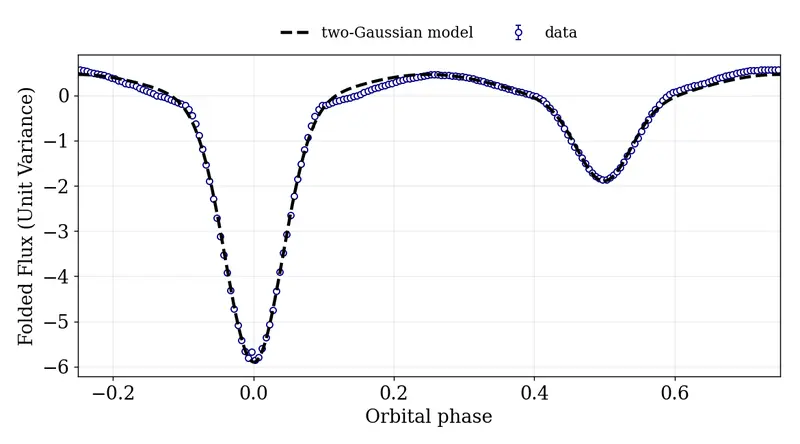 two-Gaussian model data
Folded Flux (Unit Variance)
0
−1
−2
−3
−4
−5
−6
−0.2 0.0 0.2 0.4 0.6
Orbital phase